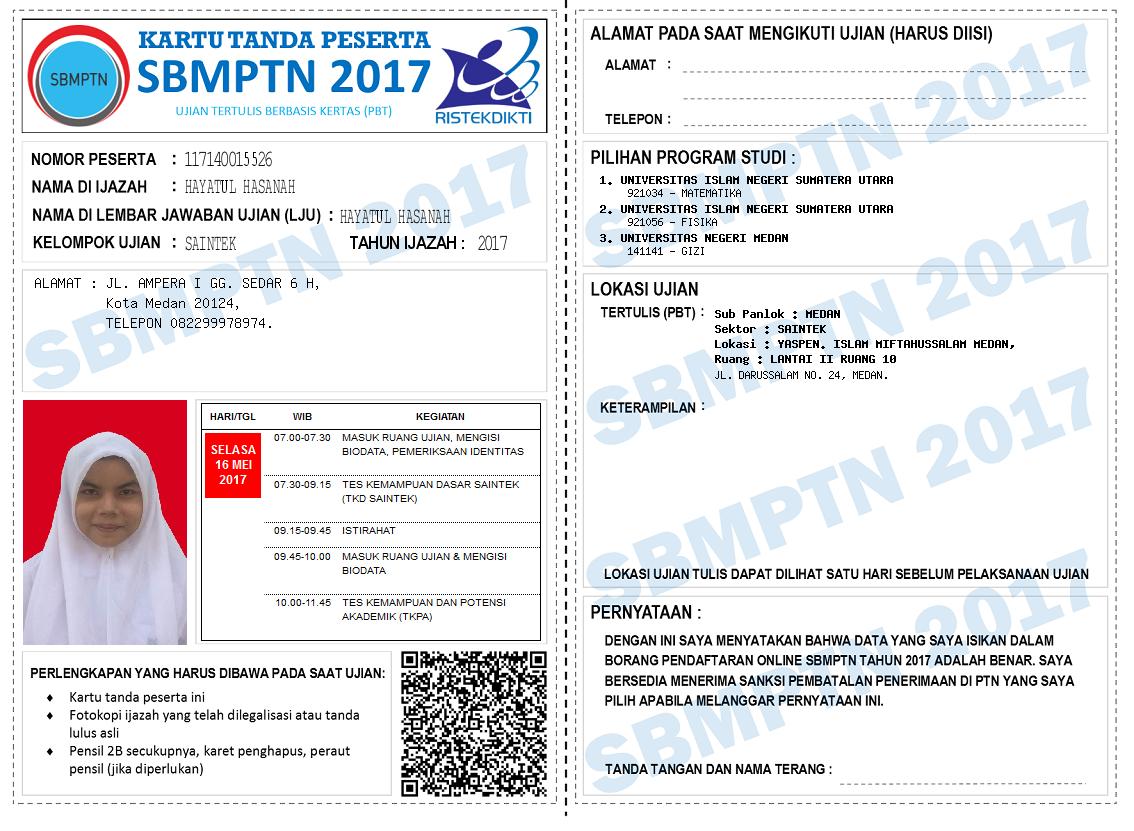 SBMPTN
KARTU TANDA PESERTA
SBMPTN 2017
UJIAN TERTULIS BERBASIS KERTAS (PBT)
RISTEKDIKTI
NOMOR PESERTA : 117140015526
NAMA DI IJAZAH : HAYATUL HASANAH
NAMA DI LEMBAR JAWABAN UJIAN (LJU) : HAYATUL HASANAH
KELOMPOK UJIAN : SAINTEK TAHUN IJAZAH : 2017
ALAMAT : JL. AMPERA I GG. SEDAR 6 H,
Kota Medan 20124,
TELEPON 082299978974.
SBMPTN 2017
HARI/TGL WIB KEGIATAN
SELASA
16 MEI
2017
07.00-07.30 MASUK RUANG UJIAN, MENGISI
BIODATA, PEMERIKSAAN IDENTITAS
07.30-09.15 TES KEMAMPUAN DASAR SAINTEK
(TKD SAINTEK)
09.15-09.45 ISTIRAHAT
09.45-10.00 MASUK RUANG UJIAN & MENGISI
BIODATA
10.00-11.45 TES KEMAMPUAN DAN POTENSI
AKADEMIK (TKPA)
PERLENGKAPAN YANG HARUS DIBAWA PADA SAAT UJIAN:
♦ Kartu tanda peserta ini
♦ Fotokopi ijazah yang telah dilegalisasi atau tanda
lulus asli
♦ Pensil 2B secukupnya, karet penghapus, peraut
pensil (jika diperlukan)
ALAMAT PADA SAAT MENGIKUTI UJIAN (HARUS DIISI)
ALAMAT :
TELEPON :
SBMPTN 2017
PILIHAN PROGRAM STUDI :
1. UNIVERSITAS ISLAM NEGERI SUMATERA UTARA
921034 - MATEMATIKA
2. UNIVERSITAS ISLAM NEGERI SUMATERA UTARA
921056 - FISIKA
3. UNIVERSITAS NEGERI MEDAN
141141 - GIZI
SBMPTN 2017
LOKASI UJIAN
TERTULIS (PBT) : Sub Panlok : MEDAN
Sektor : SAINTEK
Lokasi : YASPEN. ISLAM MIFTAHUSSALAM MEDAN,
Ruang : LANTAI II RUANG 10
JL. DARUSSALAM NO. 24, MEDAN.
KETERAMPILAN :
SBMPTN 2017
LOKASI UJIAN TULIS DAPAT DILIHAT SATU HARI SEBELUM PELAKSANAAN UJIAN
PERNYATAAN :
DENGAN INI SAYA MENYATAKAN BAHWA DATA YANG SAYA ISIKAN DALAM
BORANG PENDAFTARAN ONLINE SBMPTN TAHUN 2017 ADALAH BENAR. SAYA
BERSEDIA MENERIMA SANKSI PEMBATALAN PENERIMAAN DI PTN YANG SAYA
PILIH APABILA MELANGGAR PERNYATAAN INI.
SBMPTN 2017
TANDA TANGAN DAN NAMA TERANG :